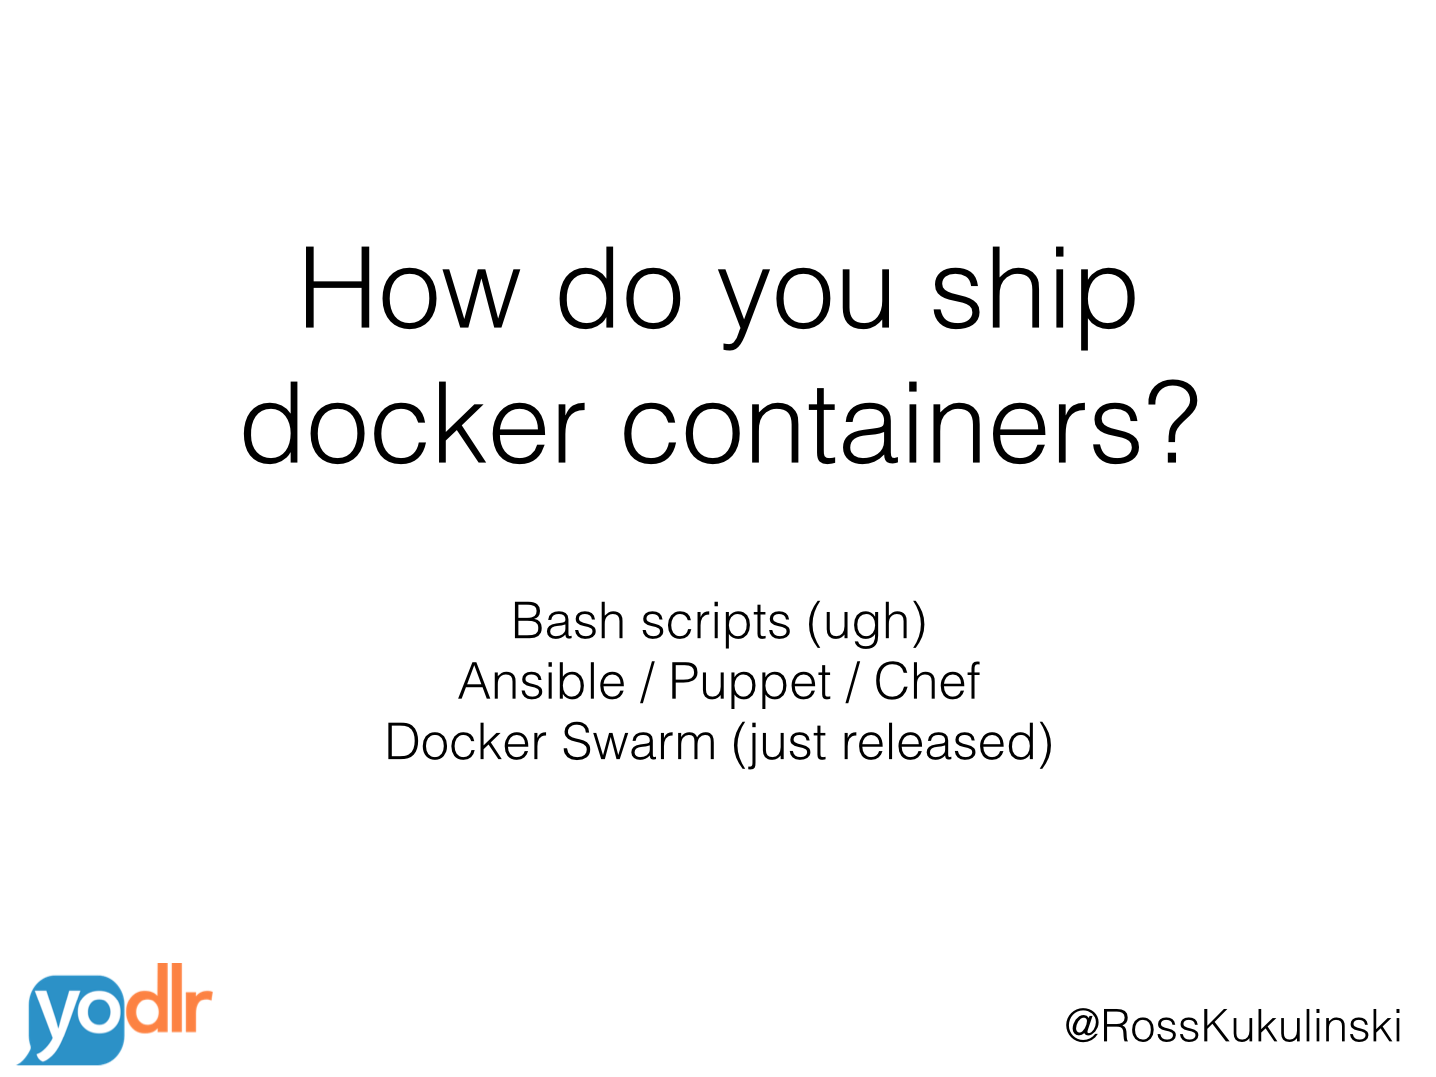 How do you ship
docker containers?
Bash scripts (ugh)
Ansible / Puppet / Chef
Docker Swarm (just released)
yodlr
@RossKukulinski